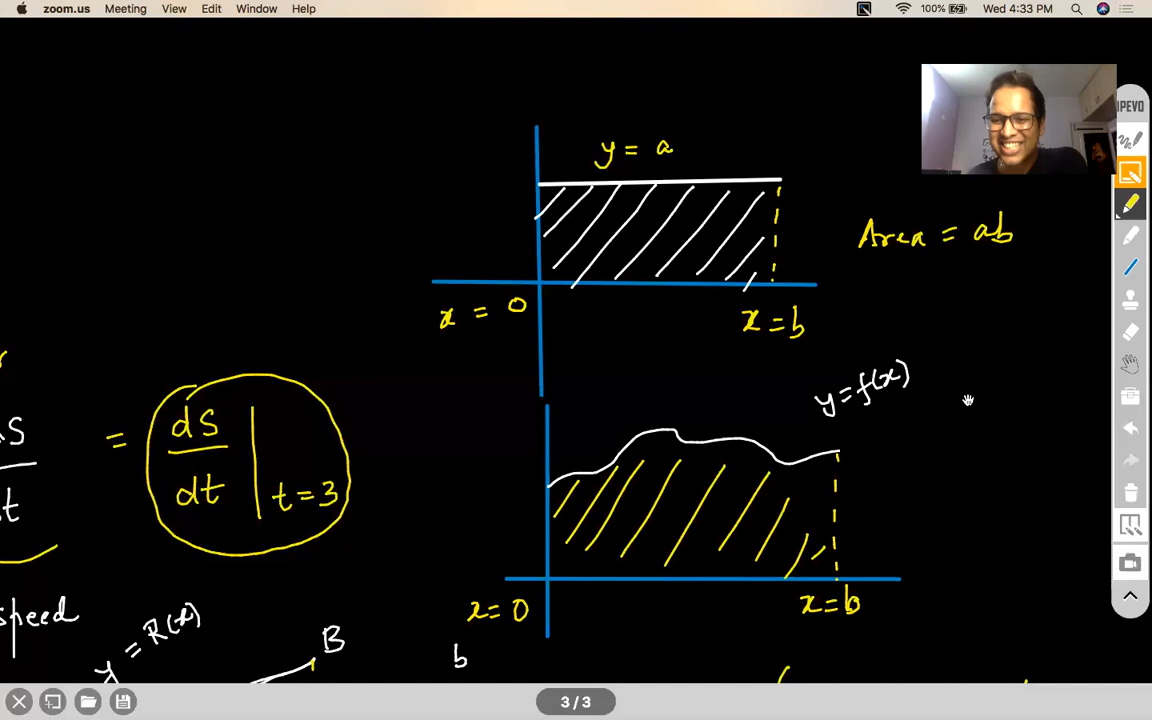 zoom.us Meeting View Edit Window Help 100% Wed 4:33 PM
IPEVO
y = a
Area = ab
x = 0
x = b
y = f(x)
= dS/dt | t = 3
x = 0
x = b
speed
y = R(x)
B
b
3 / 3